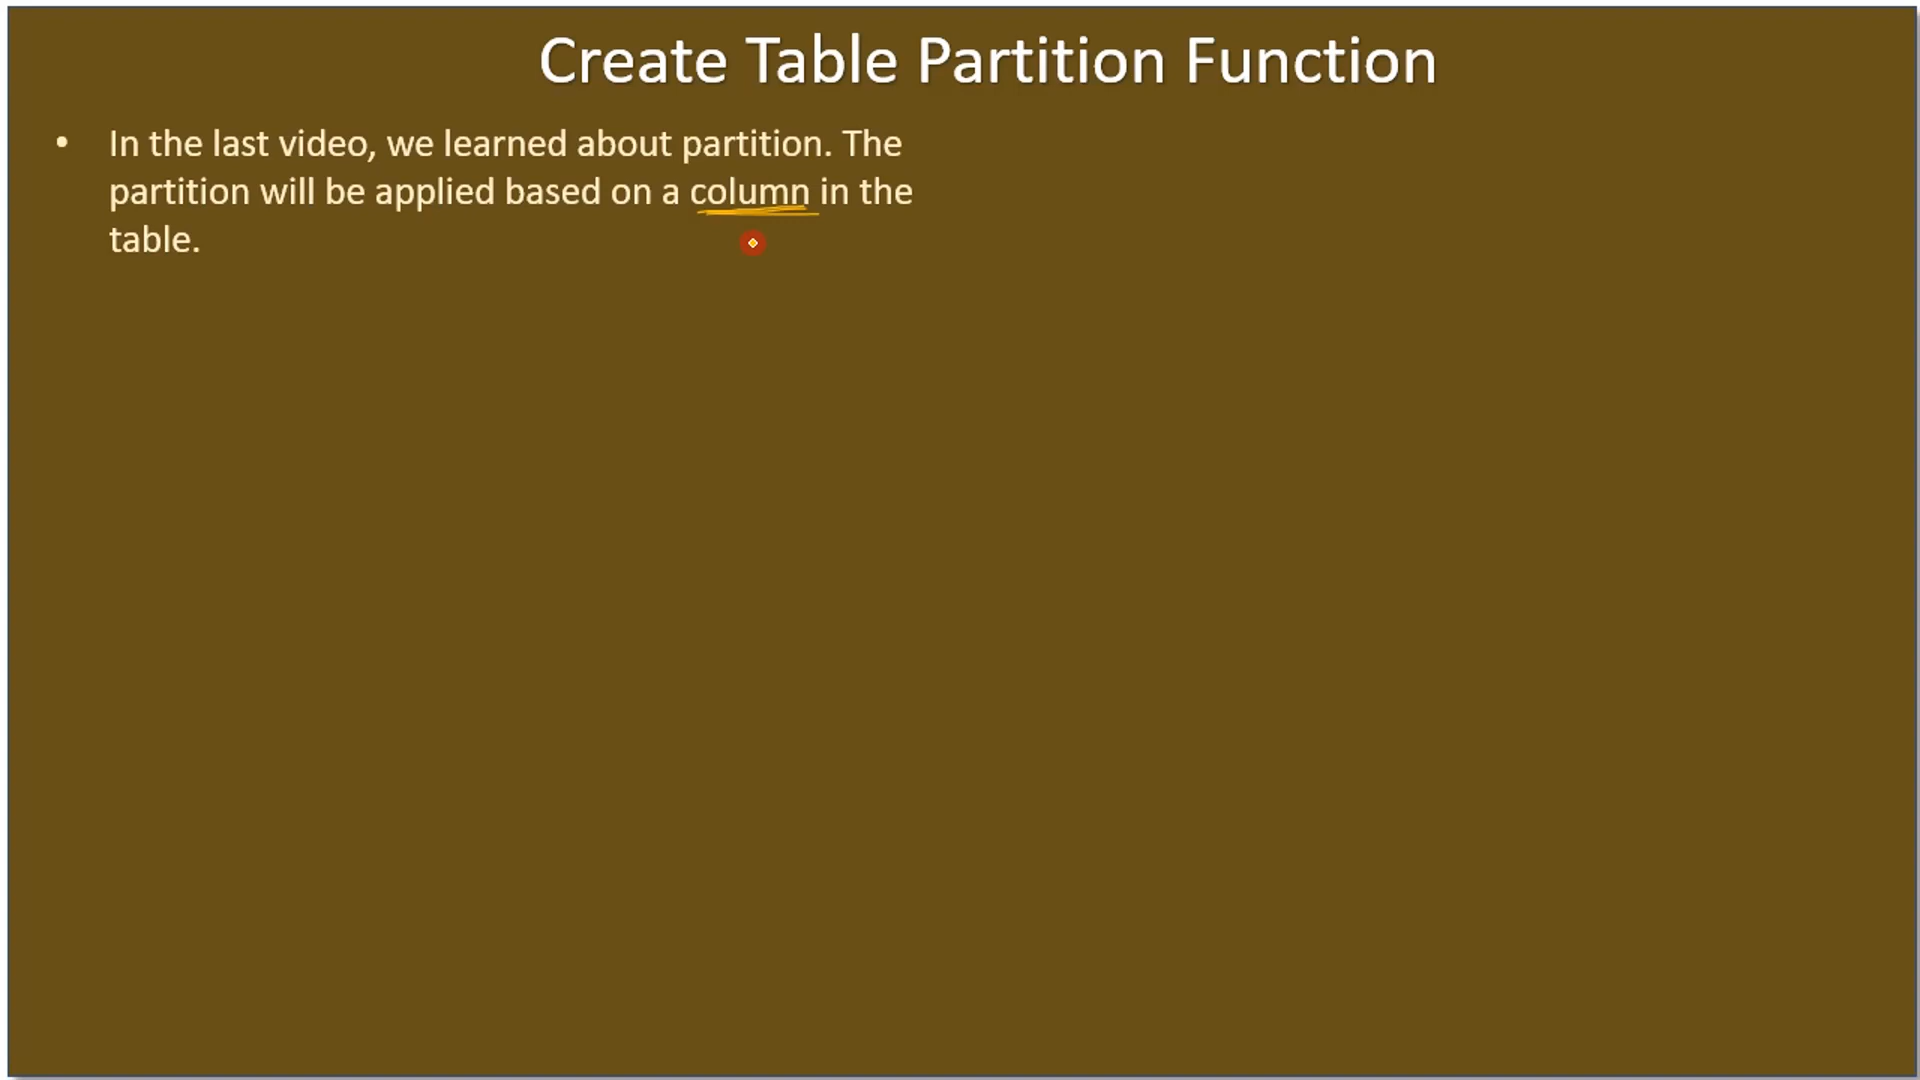 Create Table Partition Function
• In the last video, we learned about partition. The
partition will be applied based on a column in the
table.